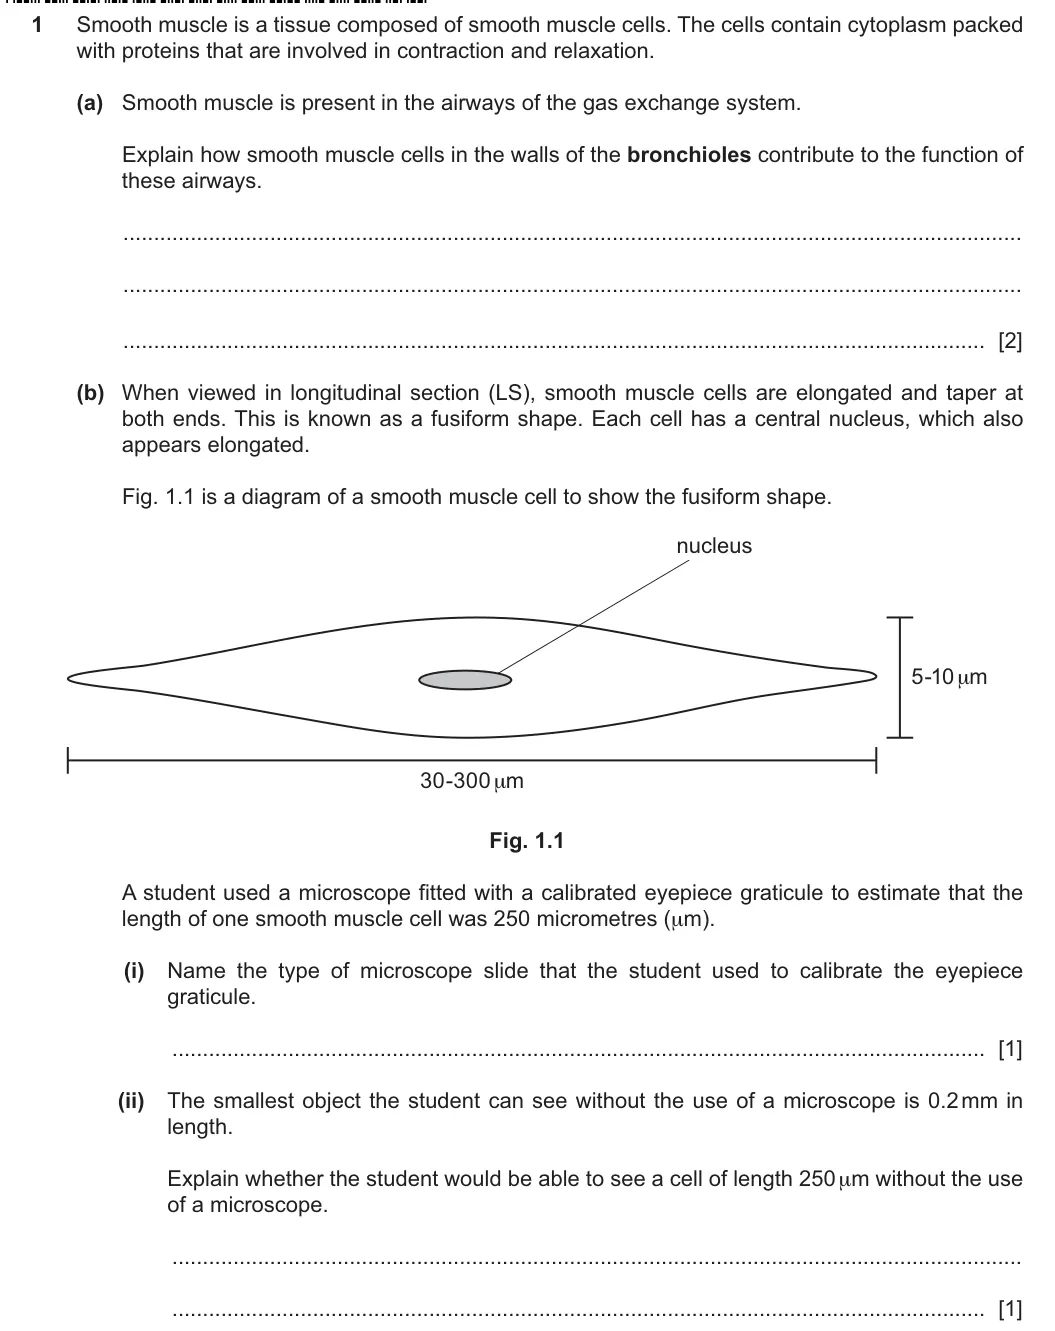 1 Smooth muscle is a tissue composed of smooth muscle cells. The cells contain cytoplasm packed
with proteins that are involved in contraction and relaxation.
(a) Smooth muscle is present in the airways of the gas exchange system.
Explain how smooth muscle cells in the walls of the bronchioles contribute to the function of
these airways.
[2]
(b) When viewed in longitudinal section (LS), smooth muscle cells are elongated and taper at
both ends. This is known as a fusiform shape. Each cell has a central nucleus, which also
appears elongated.
Fig. 1.1 is a diagram of a smooth muscle cell to show the fusiform shape.
nucleus
5-10 μm
30-300 μm
Fig. 1.1
A student used a microscope fitted with a calibrated eyepiece graticule to estimate that the
length of one smooth muscle cell was 250 micrometres (μm).
(i) Name the type of microscope slide that the student used to calibrate the eyepiece
graticule.
[1]
(ii) The smallest object the student can see without the use of a microscope is 0.2 mm in
length.
Explain whether the student would be able to see a cell of length 250 μm without the use
of a microscope.
[1]